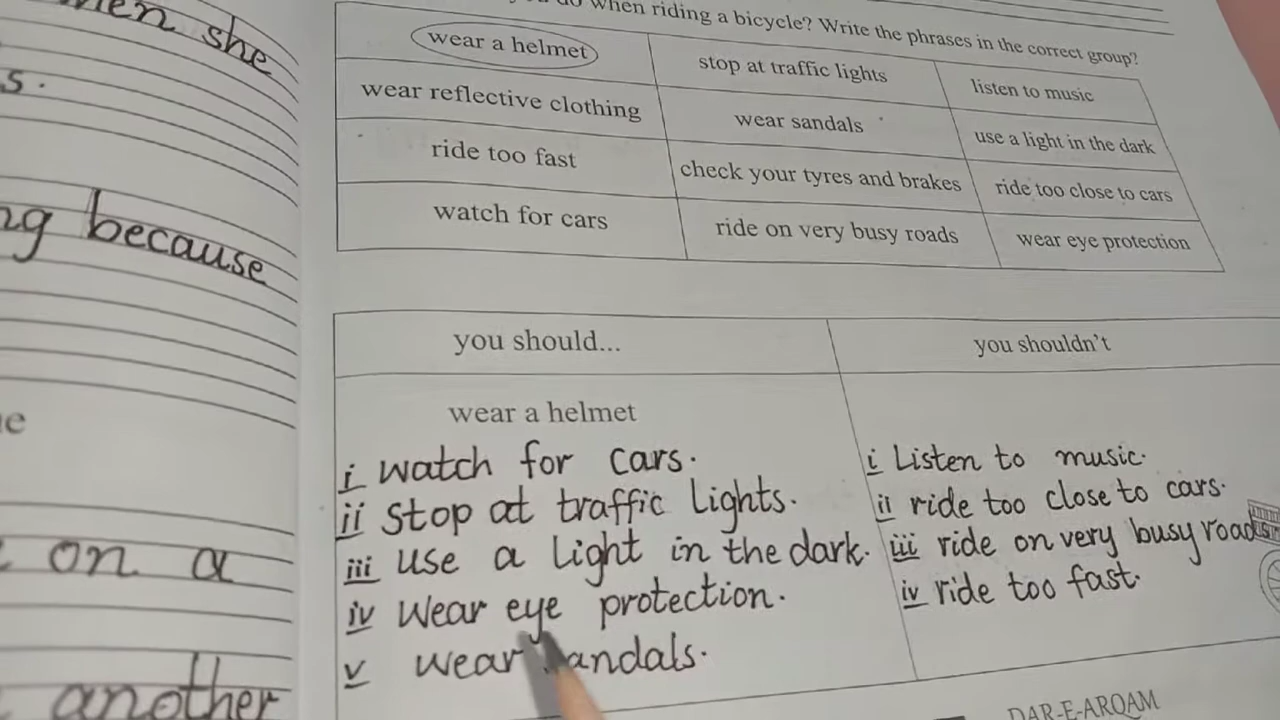 hen she
s.
ng because
e
on a
another
do when riding a bicycle? Write the phrases in the correct group?
wear a helmet stop at traffic lights listen to music
wear reflective clothing wear sandals use a light in the dark
ride too fast check your tyres and brakes ride too close to cars
watch for cars ride on very busy roads wear eye protection
you should... you shouldn't
wear a helmet
i watch for cars. i Listen to music.
ii stop at traffic Lights. ii ride too close to cars.
iii use a light in the dark. iii ride on very busy roads.
iv Wear eye protection. iv ride too fast.
v wear sandals.
DAR-E-ARQAM